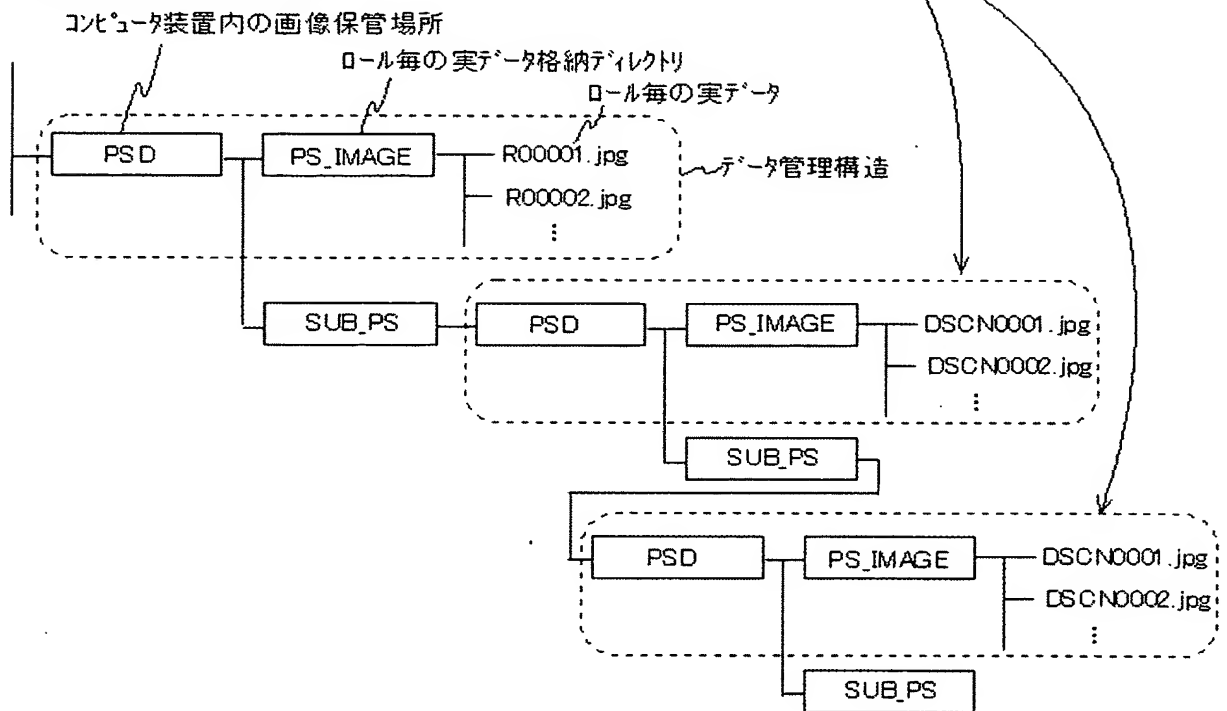 コンピュータ装置内の画像保管場所
ロール毎の実データ格納ディレクトリ
ロール毎の実データ
PSD
PS_IMAGE
R00001.jpg
データ管理構造
R00002.jpg
⋮
SUB_PS
PSD
PS_IMAGE
DSCN0001.jpg
DSCN0002.jpg
⋮
SUB_PS
PSD
PS_IMAGE
DSCN0001.jpg
DSCN0002.jpg
⋮
SUB_PS